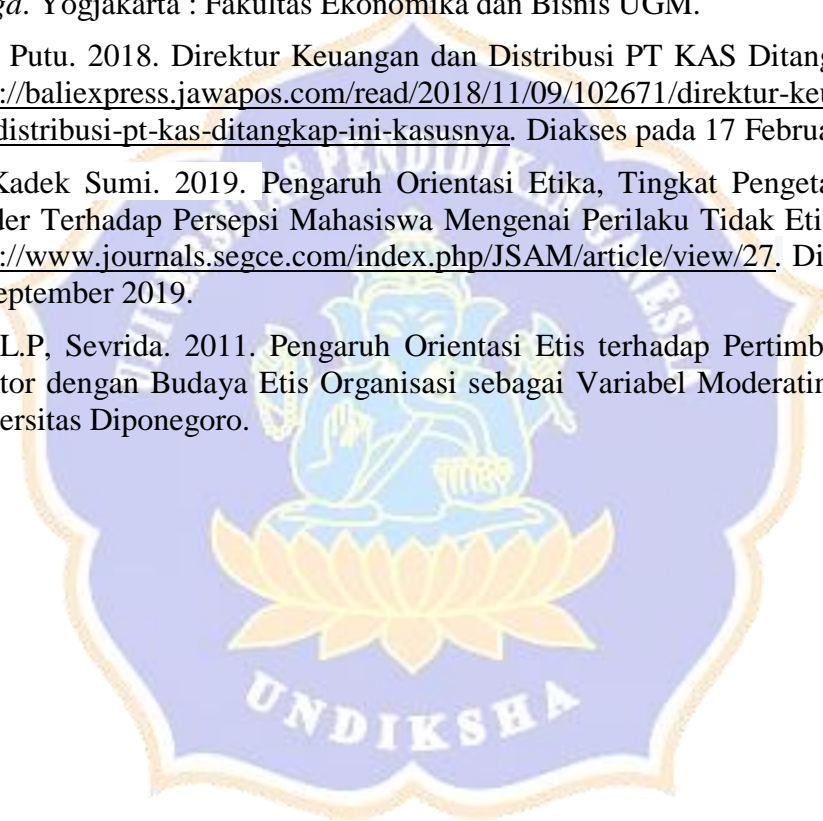 ga. Yogjakarta : Fakultas Ekonomika dan Bisnis UGM.
Putu. 2018. Direktur Keuangan dan Distribusi PT KAS Ditang
://baliexpress.jawapos.com/read/2018/11/09/102671/direktur-keu
distribusi-pt-kas-ditangkap-ini-kasusnya. Diakses pada 17 Februa
Kadek Sumi. 2019. Pengaruh Orientasi Etika, Tingkat Pengeta
der Terhadap Persepsi Mahasiswa Mengenai Perilaku Tidak Eti
://www.journals.segce.com/index.php/JSAM/article/view/27. Di
eptember 2019.
L.P, Sevrida. 2011. Pengaruh Orientasi Etis terhadap Pertimb
tor dengan Budaya Etis Organisasi sebagai Variabel Moderatin
ersitas Diponegoro.
UNIVERSITAS PENDIDIKAN GANESHA
UNDIKSHA